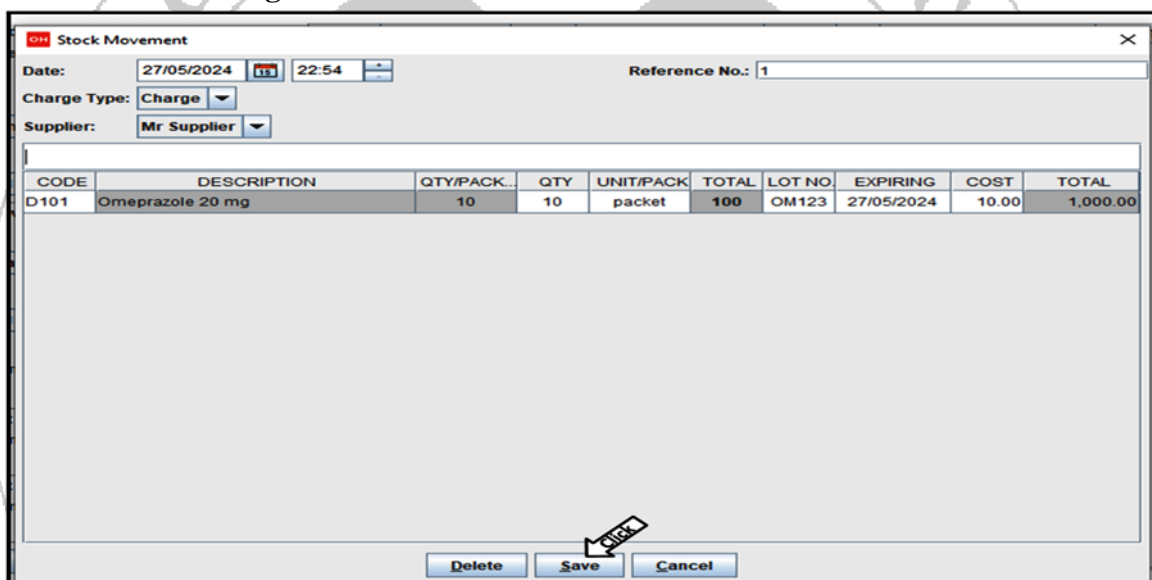 OH Stock Movement
Date: 27/05/2024 15 22:54 Reference No.: 1
Charge Type: Charge
Supplier: Mr Supplier
CODE DESCRIPTION QTY/PACK... QTY UNIT/PACK TOTAL LOT NO. EXPIRING COST TOTAL
D101 Omeprazole 20 mg 10 10 packet 100 OM123 27/05/2024 10.00 1,000.00
Click
Delete Save Cancel